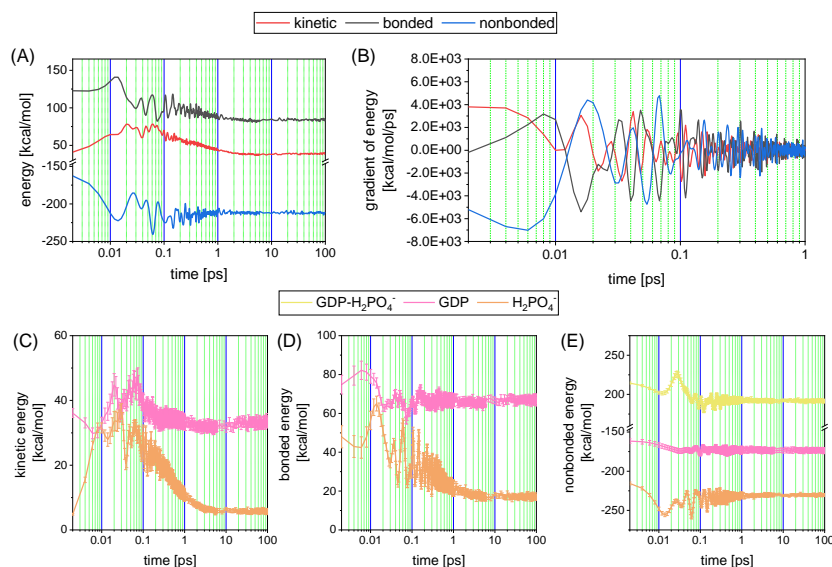 kinetic bonded nonbonded
(A)
energy [kcal/mol]
150
100
50
-150
-200
-250
0.01 0.1 1 10 100
time [ps]
(B)
gradient of energy
[kcal/mol/ps]
8.0E+03
6.0E+03
4.0E+03
2.0E+03
0.00E+00
-2.0E+03
-4.0E+03
-6.0E+03
-8.0E+03
0.01 0.1 1
time [ps]
GDP-H₂PO₄⁻ GDP H₂PO₄⁻
(C)
kinetic energy
[kcal/mol]
60
40
20
0
0.01 0.1 1 10 100
time [ps]
(D)
bonded energy
[kcal/mol]
100
80
60
40
20
0
0.01 0.1 1 10 100
time [ps]
(E)
nonbonded energy
[kcal/mol]
250
200
150
-150
-200
-250
0.01 0.1 1 10 100
time [ps]